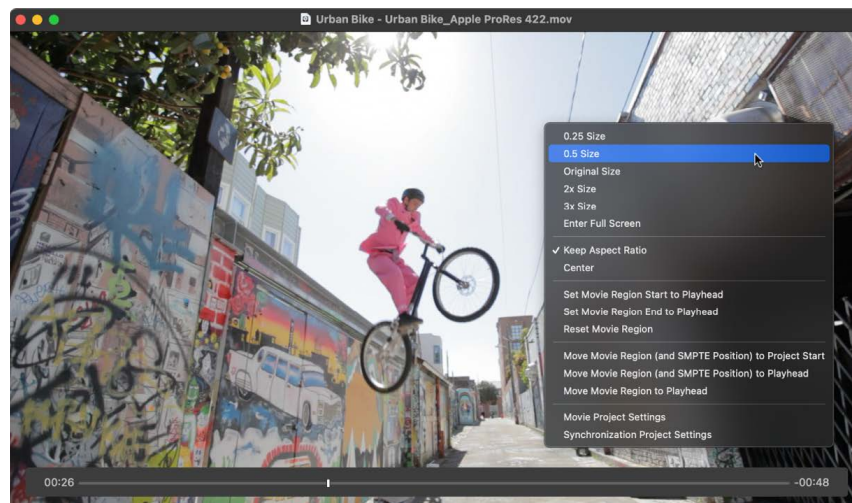 Urban Bike - Urban Bike_Apple ProRes 422.mov
0.25 Size
0.5 Size
Original Size
2x Size
3x Size
Enter Full Screen
✓ Keep Aspect Ratio
Center
Set Movie Region Start to Playhead
Set Movie Region End to Playhead
Reset Movie Region
Move Movie Region (and SMPTE Position) to Project Start
Move Movie Region (and SMPTE Position) to Playhead
Move Movie Region to Playhead
Movie Project Settings
Synchronization Project Settings
00:26
-00:48